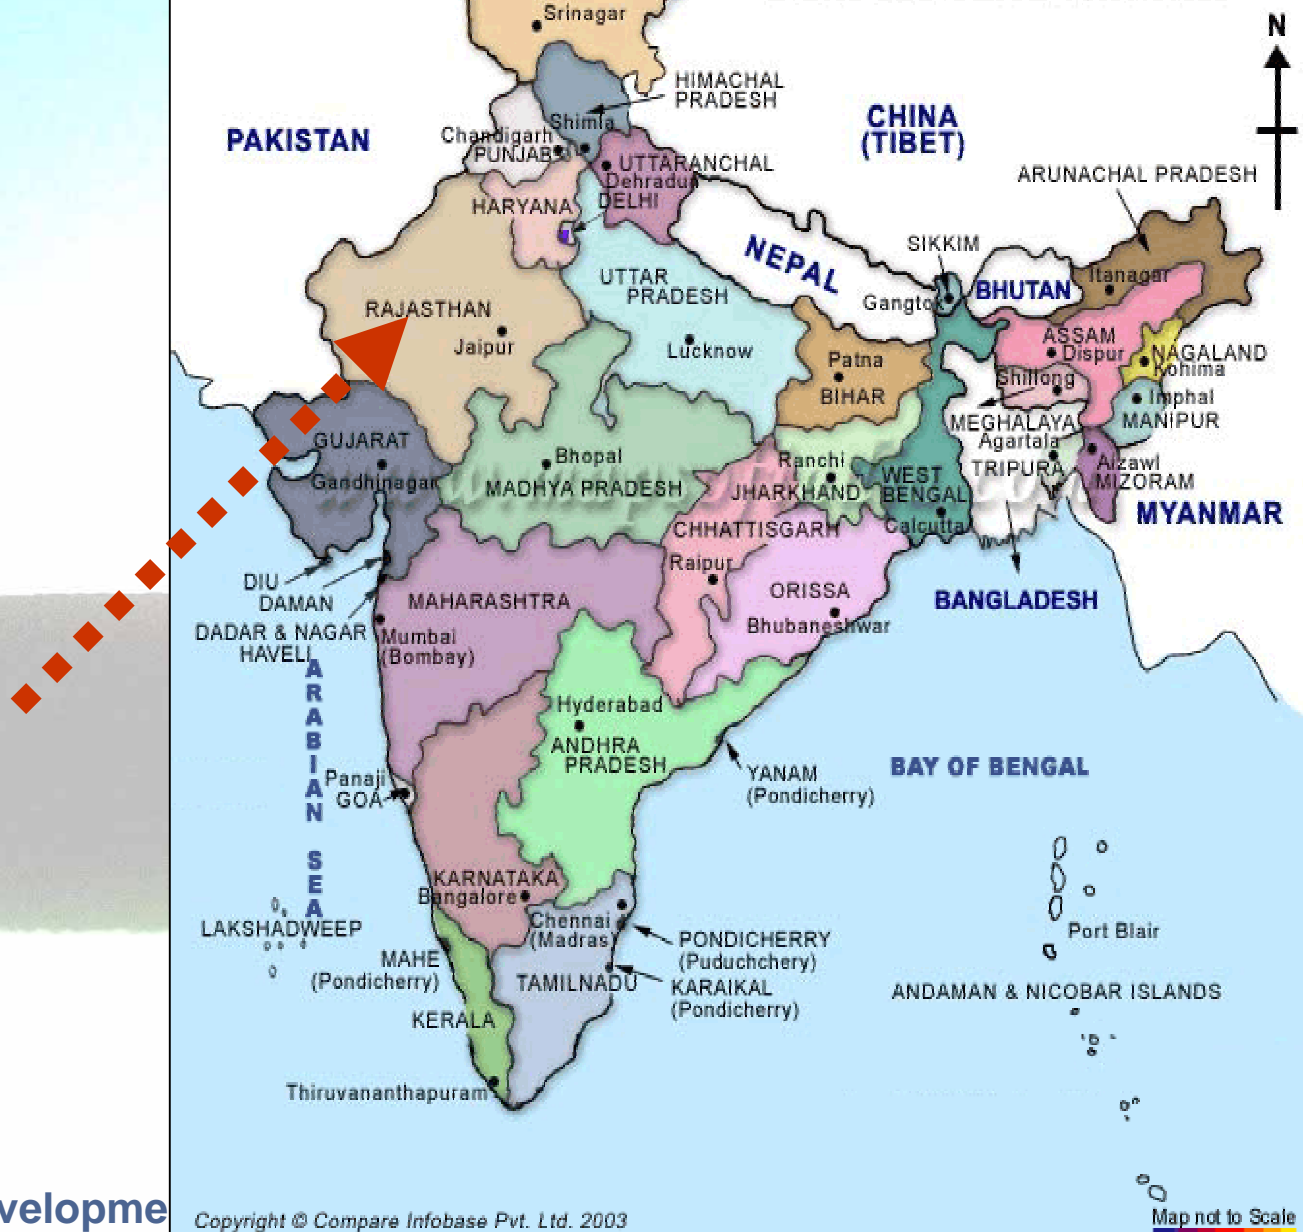 Srinagar
N
HIMACHAL
PRADESH
CHINA
(TIBET)
Shimla
PAKISTAN
Chandigarh
PUNJAB
UTTARANCHAL
Dehradun
ARUNACHAL PRADESH
DELHI
HARYANA
SIKKIM
NEPAL
UTTAR
PRADESH
Itanagar
BHUTAN
Gangtok
RAJASTHAN
Jaipur
Lucknow
ASSAM
Dispur
NAGALAND
Kohima
Patna
BIHAR
Shillong
Imphal
MANIPUR
MEGHALAYA
Agartala
GUJARAT
Gandhinagar
Bhopal
MADHYA PRADESH
Ranchi
JHARKHAND
WEST
BENGAL
TRIPURA
Aizawl
MIZORAM
MYANMAR
Calcutta
CHHATTISGARH
Raipur
DIU
DAMAN
MAHARASHTRA
ORISSA
BANGLADESH
Bhubaneshwar
DADAR & NAGAR
HAVELI
Mumbai
(Bombay)
ARABIAN SEA
Hyderabad
ANDHRA
PRADESH
BAY OF BENGAL
YANAM
(Pondicherry)
Panaji
GOA
KARNATAKA
Bangalore
LAKSHADWEEP
Chennai
(Madras)
PONDICHERRY
(Puduchchery)
Port Blair
MAHE
(Pondicherry)
TAMILNADU
KARAIKAL
(Pondicherry)
ANDAMAN & NICOBAR ISLANDS
KERALA
Thiruvananthapuram
velopme
Copyright © Compare Infobase Pvt. Ltd. 2003
Map not to Scale